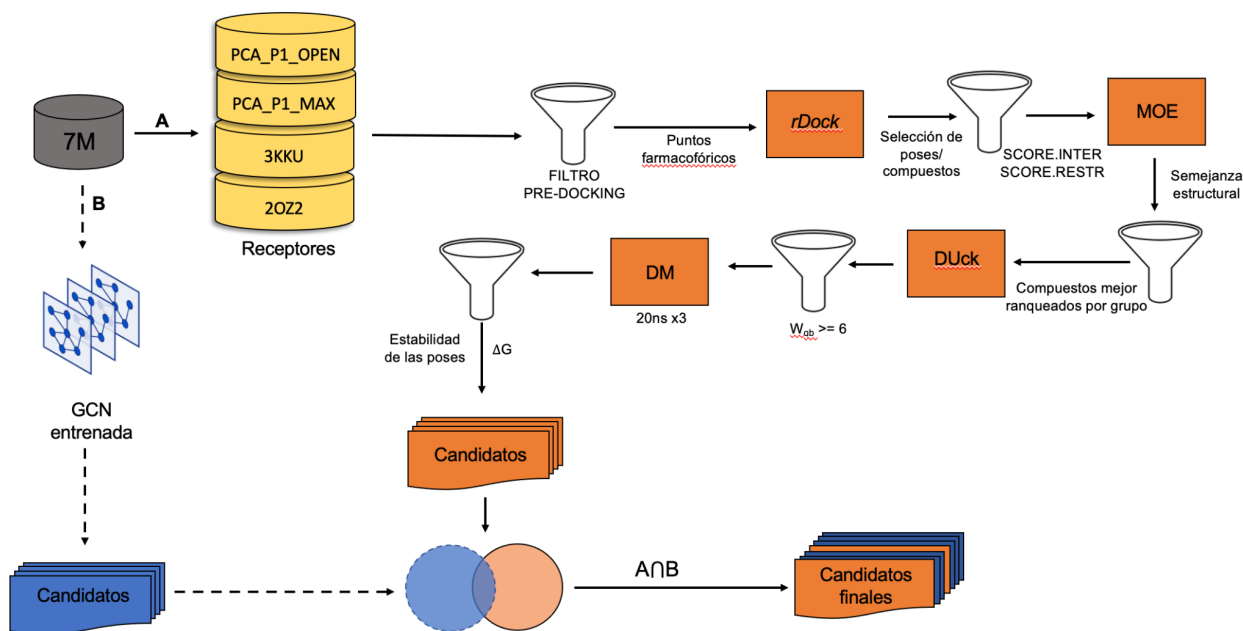 7M
A
B
PCA_P1_OPEN
PCA_P1_MAX
3KKU
2OZ2
Receptores
FILTRO
PRE-DOCKING
Puntos
farmacofóricos
rDock
Selección de
poses/
compuestos
SCORE.INTER
SCORE.RESTR
MOE
Semejanza
estructural
Compuestos mejor
ranqueados por grupo
DUck
W_qb >= 6
DM
20ns x3
Estabilidad
de las poses
ΔG
GCN
entrenada
Candidatos
Candidatos
A∩B
Candidatos
finales